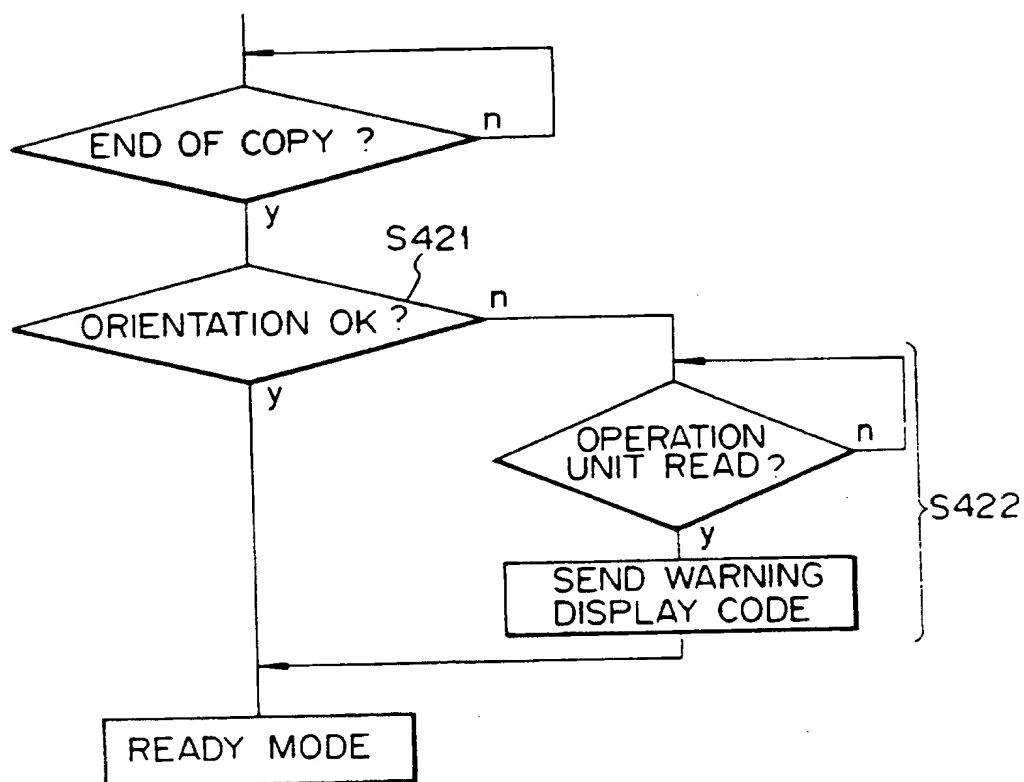 END OF COPY ?
n
y
S421
ORIENTATION OK ?
n
y
OPERATION
UNIT READ ?
n
y
S422
SEND WARNING
DISPLAY CODE
READY MODE